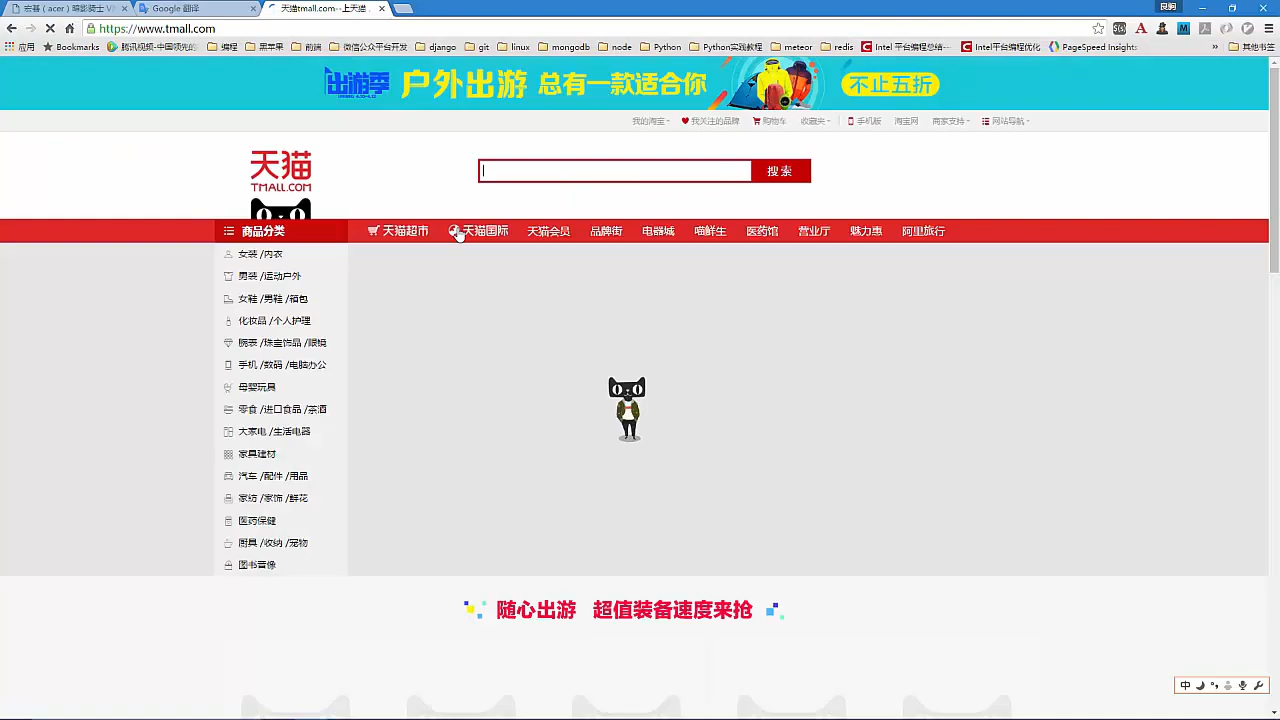 宏碁（acer）暗影骑士 V
Google 翻译
天猫tmall.com--上天猫
良驹
https://www.tmall.com
应用
Bookmarks
腾讯视频-中国领先的
编程
黑苹果
前端
微信公众平台开发
django
git
linux
mongodb
node
Python
Python实践教程
meteor
redis
Intel 平台编程总结
Intel平台编程优化
PageSpeed Insights
»
其他书签
出游季
户外出游 总有一款适合你
不止五折
我的淘宝
我关注的品牌
购物车
收藏夹
手机版
淘宝网
商家支持
网站导航
天猫
TMALL.COM
搜索
商品分类
天猫超市
天猫国际
天猫会员
品牌街
电器城
喵鲜生
医药馆
营业厅
魅力惠
阿里旅行
女装 /内衣
男装 /运动户外
女鞋 /男鞋 /箱包
化妆品 /个人护理
腕表 /珠宝饰品 /眼镜
手机 /数码 /电脑办公
母婴玩具
零食 /进口食品 /茶酒
大家电 /生活电器
家具建材
汽车 /配件 /用品
家纺 /家饰 /鲜花
医药保健
厨具 /收纳 /宠物
图书音像
随心出游 超值装备速度来抢
中